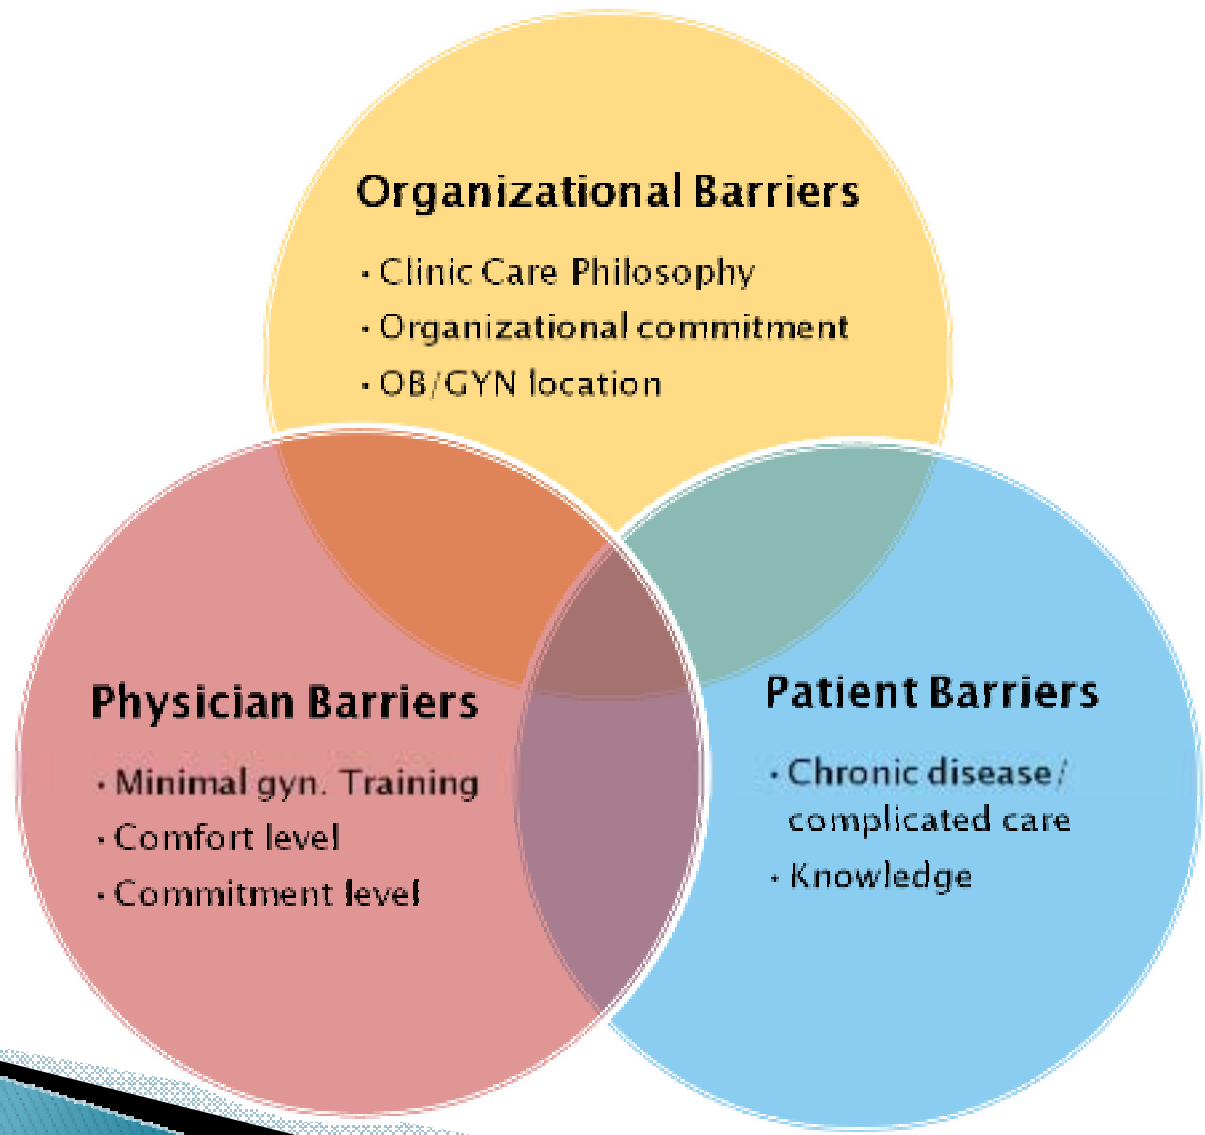 Organizational Barriers
• Clinic Care Philosophy
• Organizational commitment
• OB/GYN location
Physician Barriers
• Minimal gyn. Training
• Comfort level
• Commitment level
Patient Barriers
• Chronic disease/
complicated care
• Knowledge